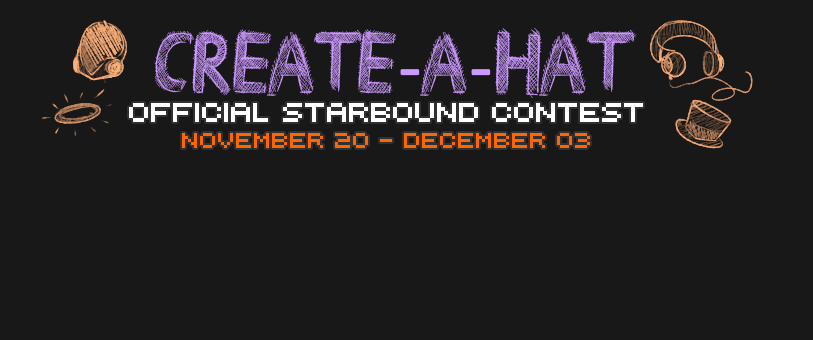 CREATE-A-HAT
OFFICIAL STARBOUND CONTEST
NOVEMBER 20 - DECEMBER 03